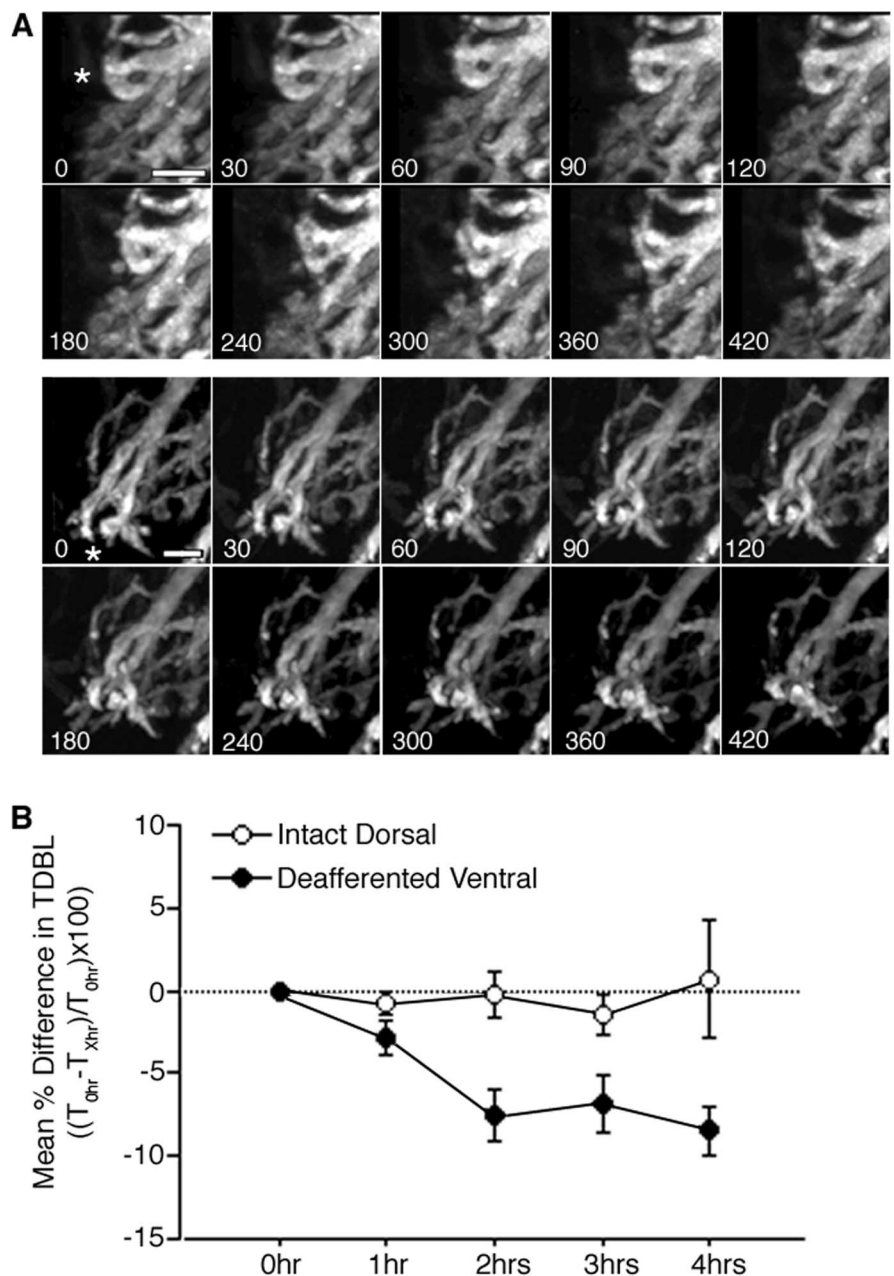 A
*
0
30
60
90
120
180
240
300
360
420
0
*
30
60
90
120
180
240
300
360
420
B
Mean % Difference in TDBL
((T0hr-TXhr)/T0hr)x100)
10
5
0
-5
-10
-15
Intact Dorsal
Deafferented Ventral
0hr
1hr
2hrs
3hrs
4hrs